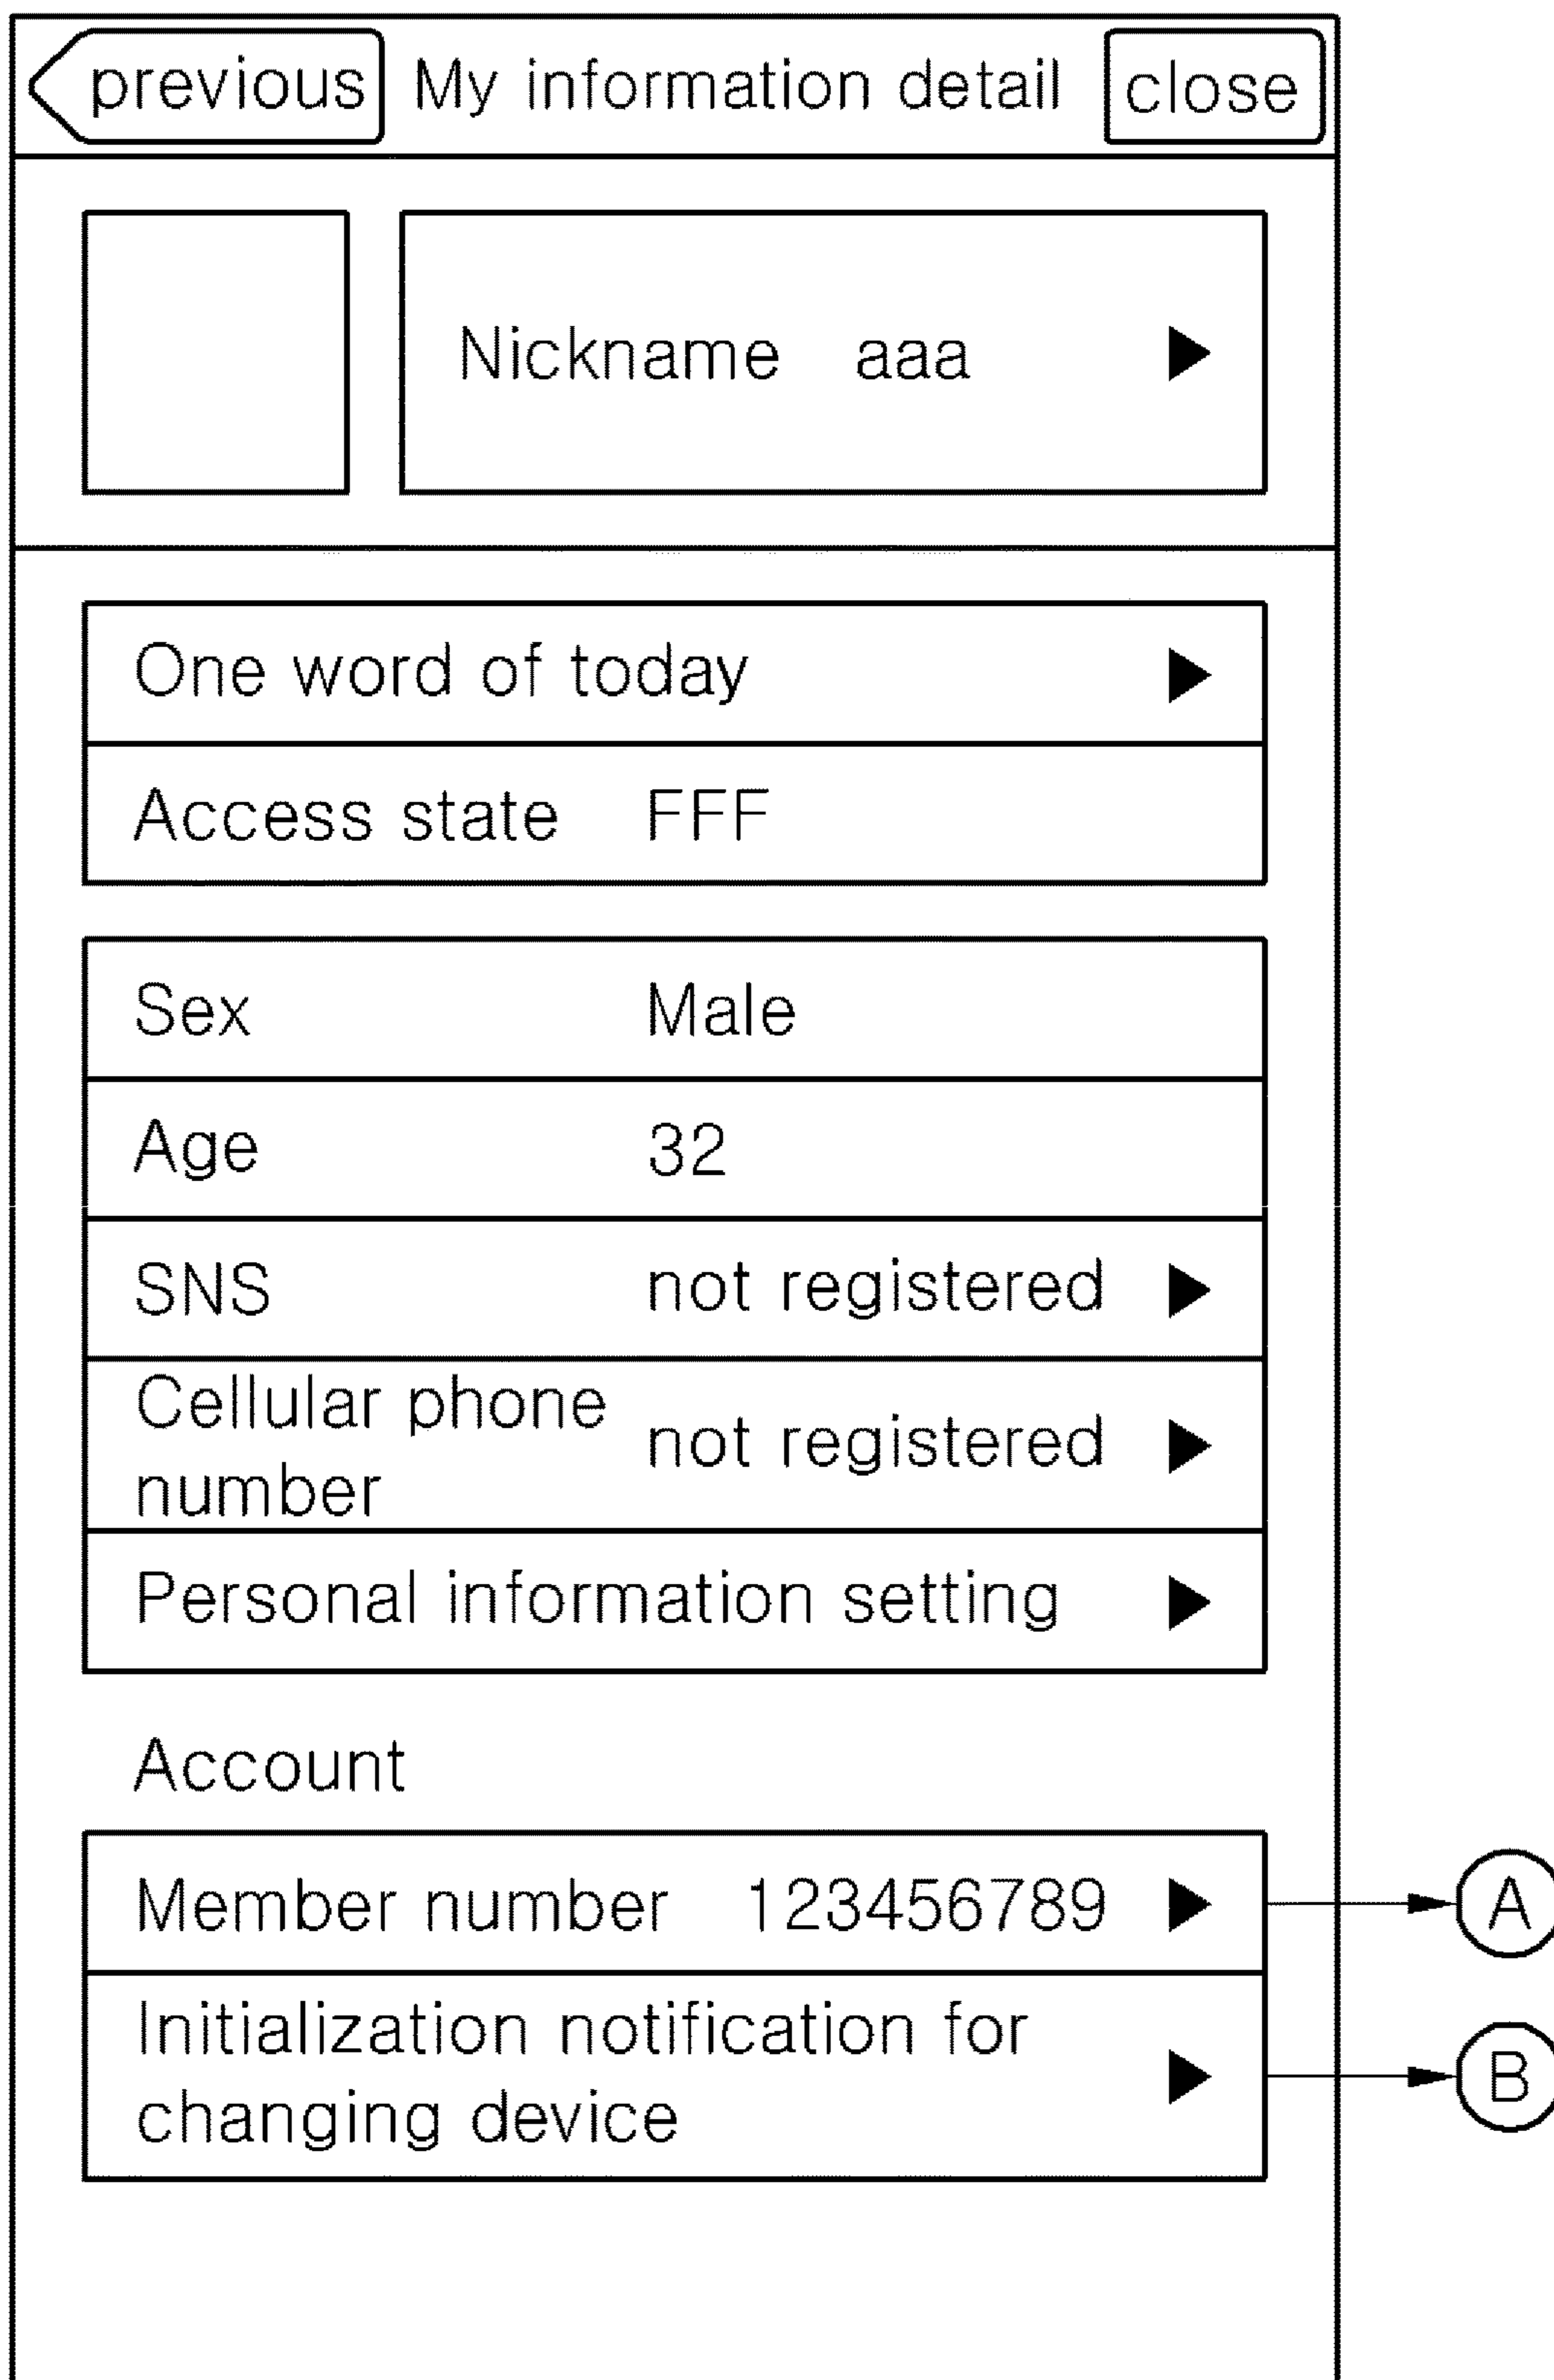 previous My information detail close
Nickname aaa ▶
One word of today ▶
Access state FFF
Sex Male
Age 32
SNS not registered ▶
Cellular phone
number not registered ▶
Personal information setting ▶
Account
Member number 123456789 ▶ A
Initialization notification for
changing device ▶ B